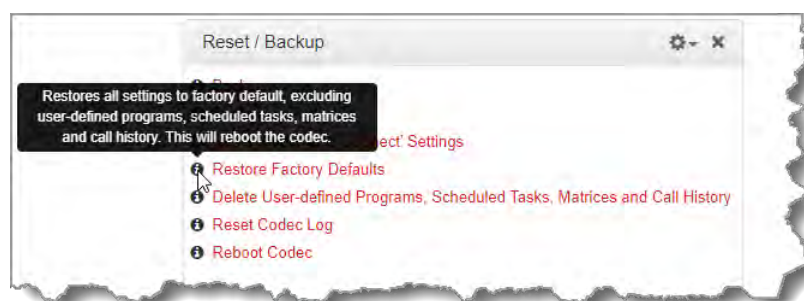 Reset / Backup
Restores all settings to factory default, excluding
user-defined programs, scheduled tasks, matrices
and call history. This will reboot the codec.
Settings
Restore Factory Defaults
Delete User-defined Programs, Scheduled Tasks, Matrices and Call History
Reset Codec Log
Reboot Codec